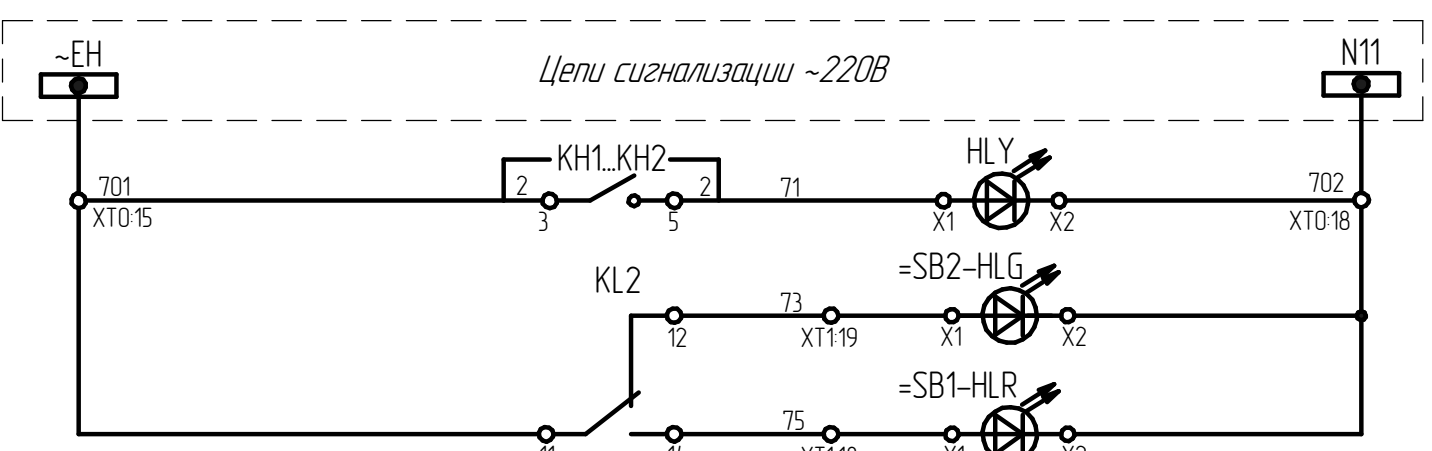 ~EH
Цепи сигнализации ~220В
N11
KH1...KH2
HLY
701
2
2
71
702
XT0:15
3
5
X1
X2
XT0:18
KL2
=SB2-HLG
73
12
XT1:19
X1
X2
=SB1-HLR
75